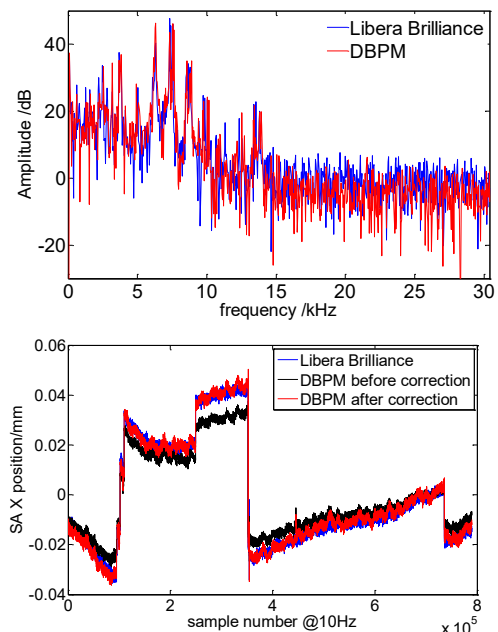 Libera Brilliance
DBPM
40
20
0
-20
Amplitude /dB
0 5 10 15 20 25 30
frequency /kHz
0.06
0.04
0.02
0
-0.02
-0.04
SA X position/mm
Libera Brilliance
DBPM before correction
DBPM after correction
0 2 4 6 8
sample number @10Hz
x 10^5